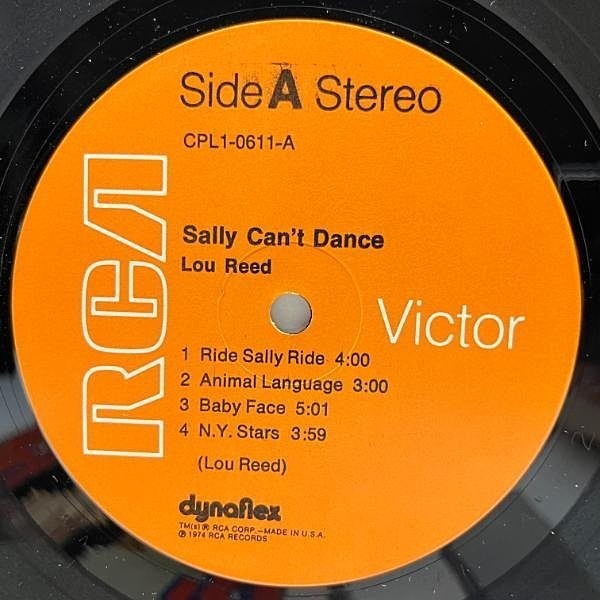 Side A Stereo
CPL1-0611-A
RCA
Sally Can't Dance
Lou Reed
Victor
1 Ride Sally Ride 4:00
2 Animal Language 3:00
3 Baby Face 5:01
4 N.Y. Stars 3:59
(Lou Reed)
dynaflex
TM(s) ® RCA CORP.—MADE IN U.S.A.
℗ 1974 RCA RECORDS